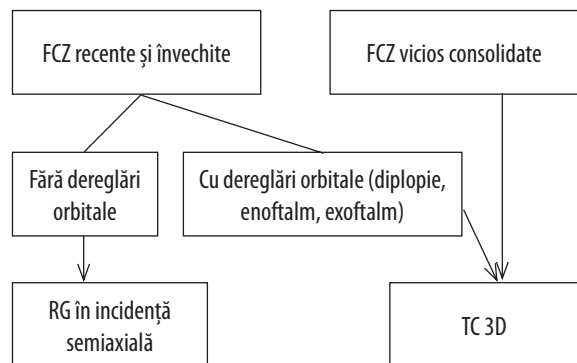 FCZ recente și învechite
FCZ vicios consolidate
Fără dereglări
orbitale
Cu dereglări orbitale (diplopie,
enoftalm, exoftalm)
RG în incidență
semiaxială
TC 3D